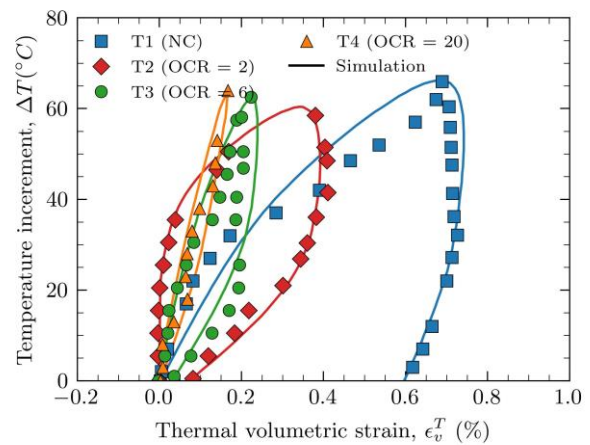 80
60
40
20
0
Temperature incerement, ΔT(°C)
T1 (NC)
T2 (OCR = 2)
T3 (OCR = 6)
T4 (OCR = 20)
Simulation
−0.2
0.0
0.2
0.4
0.6
0.8
1.0
Thermal volumetric strain, ϵ_v^T (%)